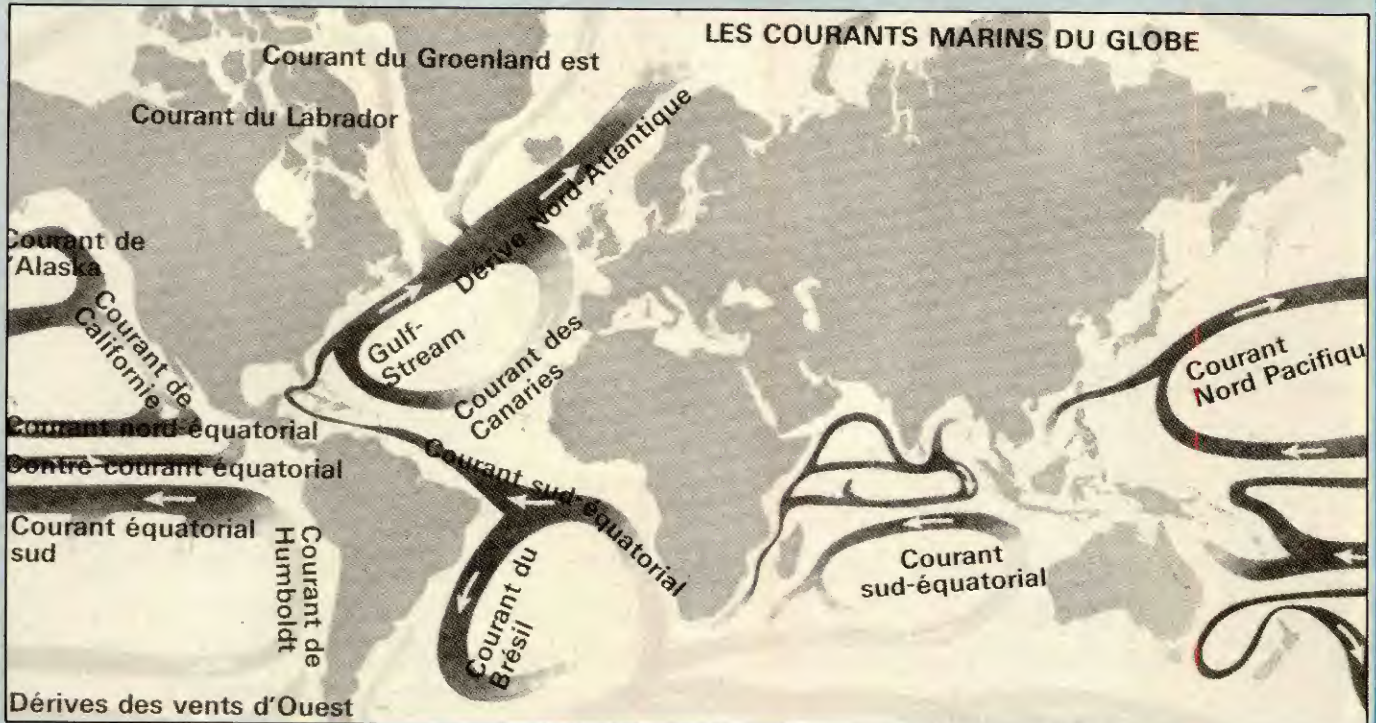 LES COURANTS MARINS DU GLOBE
Courant du Groenland est
Courant du Labrador
Dérive Nord-Atlantique
Courant de
l'Alaska
Courant de
Californie
Gulf-
Stream
Courant des
Canaries
Courant
Nord Pacifiqu
Courant nord-équatorial
Contre-courant équatorial
Courant sud-équatorial
Courant équatorial
sud
Courant de
Humboldt
Courant du
Brésil
Courant
sud-équatorial
Dérives des vents d'Ouest